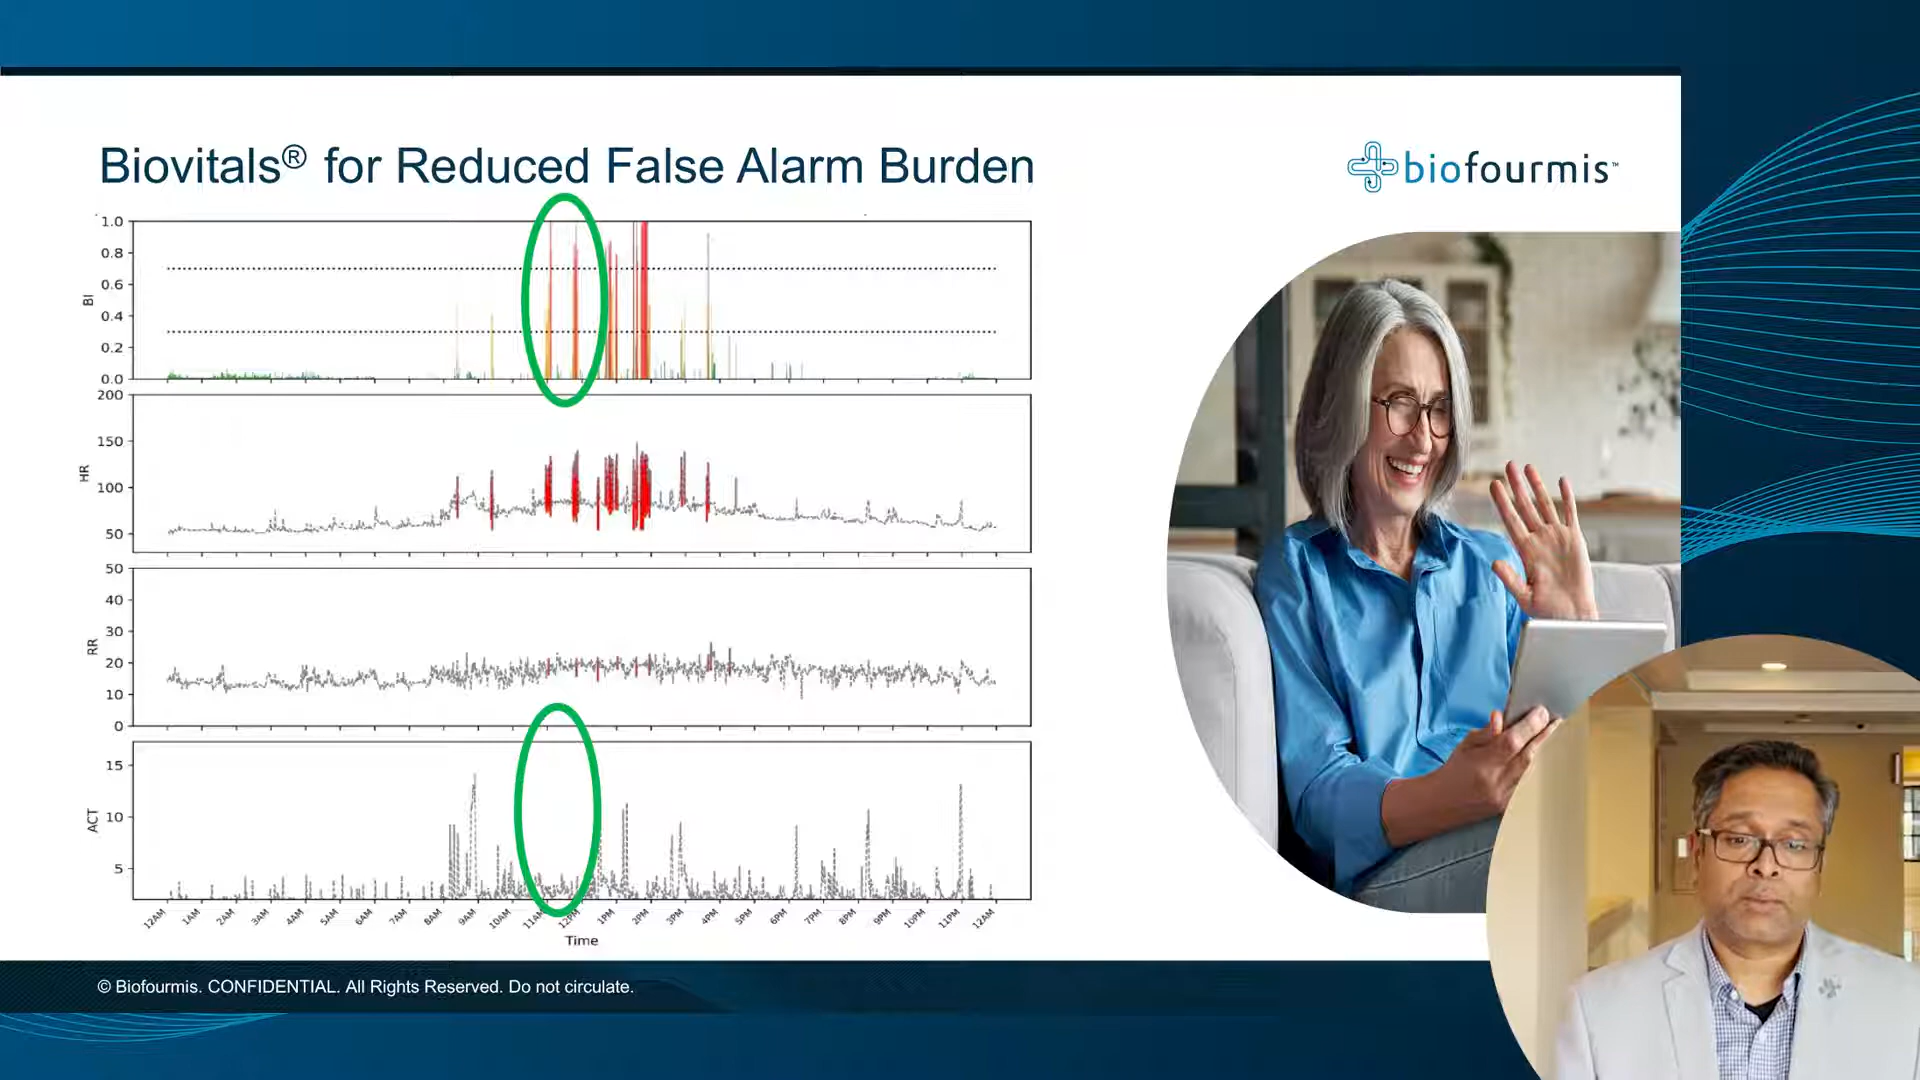 Biovitals® for Reduced False Alarm Burden
biofourmis™
1.0
0.8
0.6
0.4
0.2
0.0
BI
200
150
100
50
HR
50
40
30
20
10
0
RR
15
10
5
ACT
12AM 1AM 2AM 3AM 4AM 5AM 6AM 7AM 8AM 9AM 10AM 11AM 12PM 1PM 2PM 3PM 4PM 5PM 6PM 7PM 8PM 9PM 10PM 11PM 12AM
Time
© Biofourmis. CONFIDENTIAL. All Rights Reserved. Do not circulate.